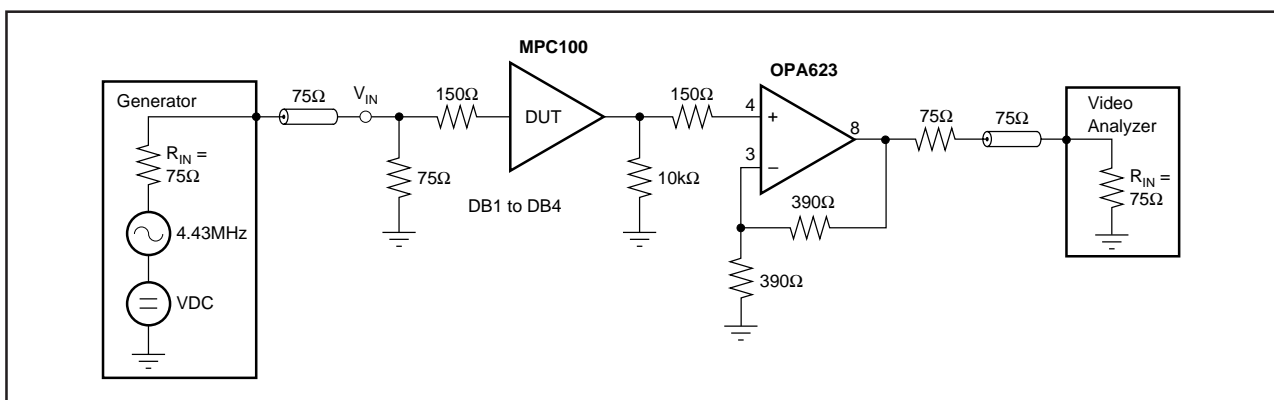 MPC100
OPA623
Generator
75Ω
V_IN
150Ω
DUT
150Ω
4
+
8
3
–
75Ω
75Ω
Video
Analyzer
R_IN =
75Ω
R_IN =
75Ω
75Ω
10kΩ
DB1 to DB4
390Ω
390Ω
4.43MHz
VDC